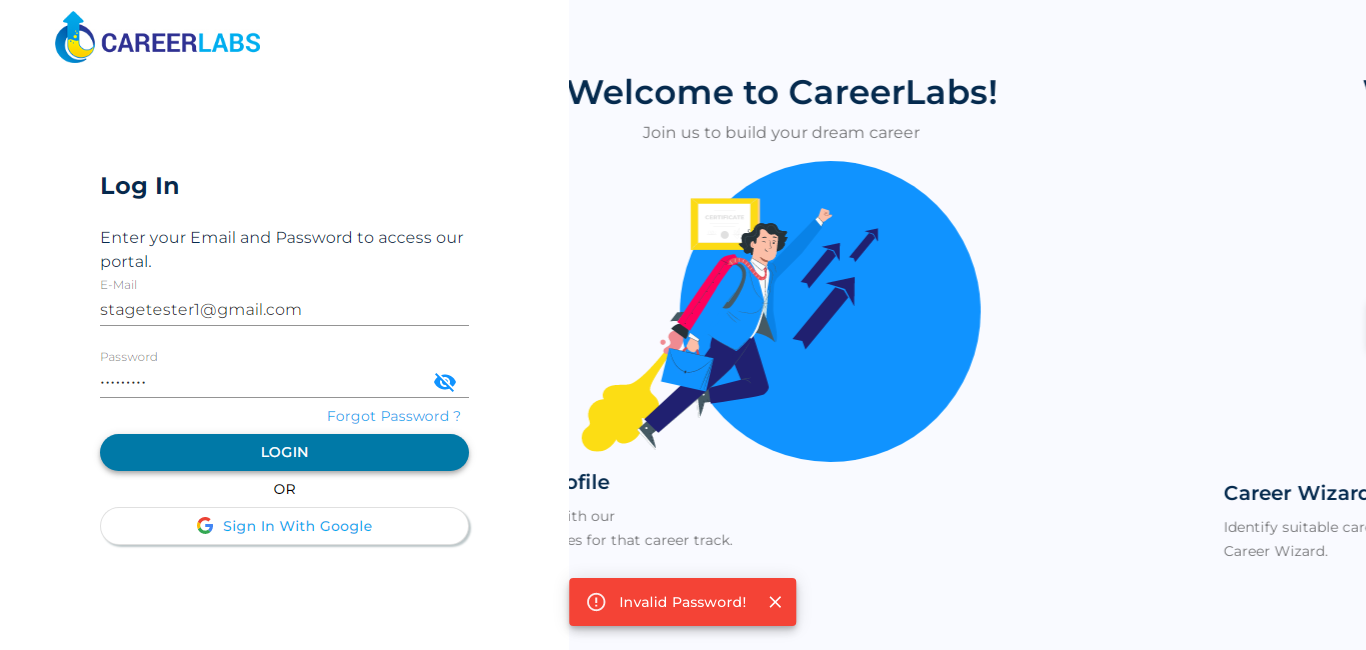 CAREERLABS
Log In
Enter your Email and Password to access our
portal.
E-Mail
stagetester1@gmail.com
Password
•••••••••
Forgot Password ?
LOGIN
OR
Sign In With Google
Welcome to CareerLabs!
Join us to build your dream career
CERTIFICATE
ofile
ith our
es for that career track.
Career Wizard
Identify suitable car
Career Wizard.
Invalid Password!